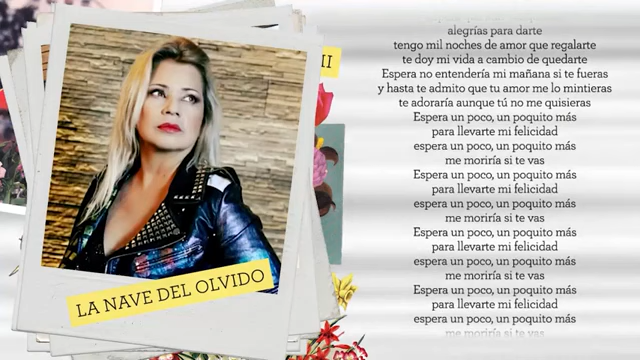 LA NAVE DEL OLVIDO
II
alegrías para darte
tengo mil noches de amor que regalarte
te doy mi vida a cambio de quedarte
Espera no entendería mi mañana si te fueras
y hasta te admito que tu amor me lo mintieras
te adoraría aunque tú no me quisieras
Espera un poco, un poquito más
para llevarte mi felicidad
espera un poco, un poquito más
me moriría si te vas
Espera un poco, un poquito más
para llevarte mi felicidad
espera un poco, un poquito más
me moriría si te vas
Espera un poco, un poquito más
para llevarte mi felicidad
espera un poco, un poquito más
me moriría si te vas
Espera un poco, un poquito más
para llevarte mi felicidad
espera un poco, un poquito más
me moriría si te vas